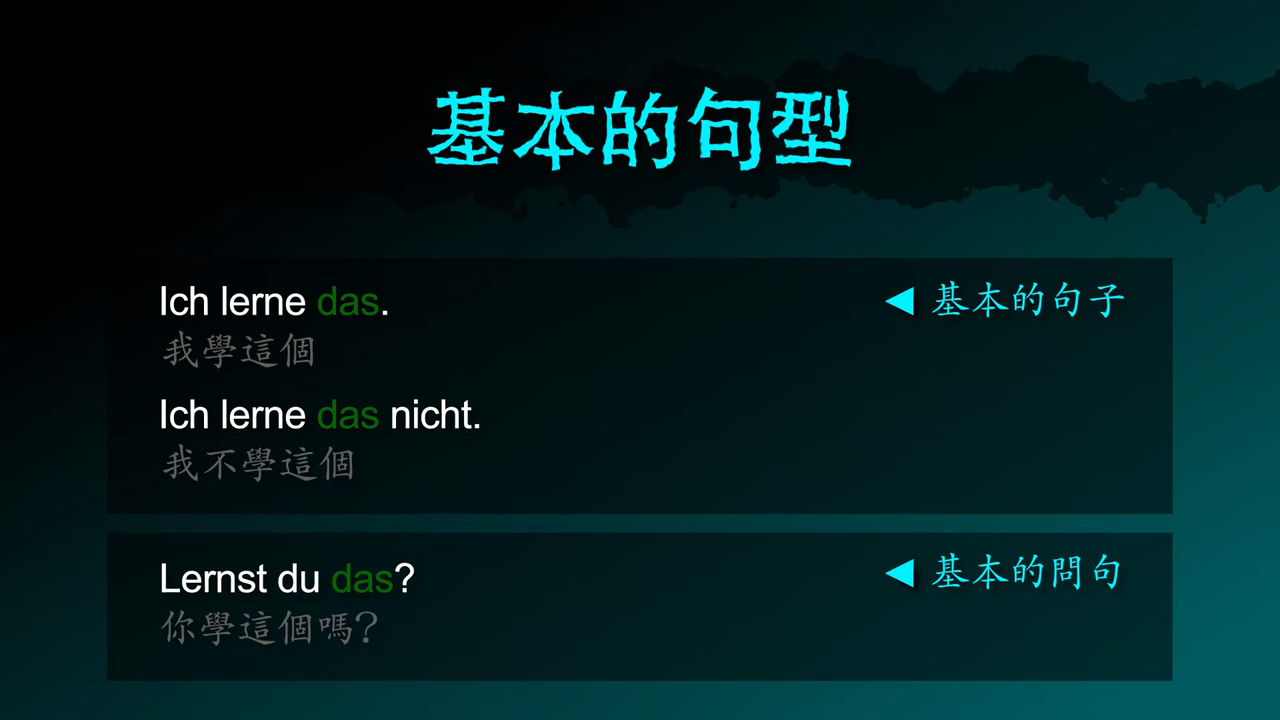 基本的句型
Ich lerne das.
◀ 基本的句子
我學這個
Ich lerne das nicht.
我不學這個
Lernst du das?
◀ 基本的問句
你學這個嗎?